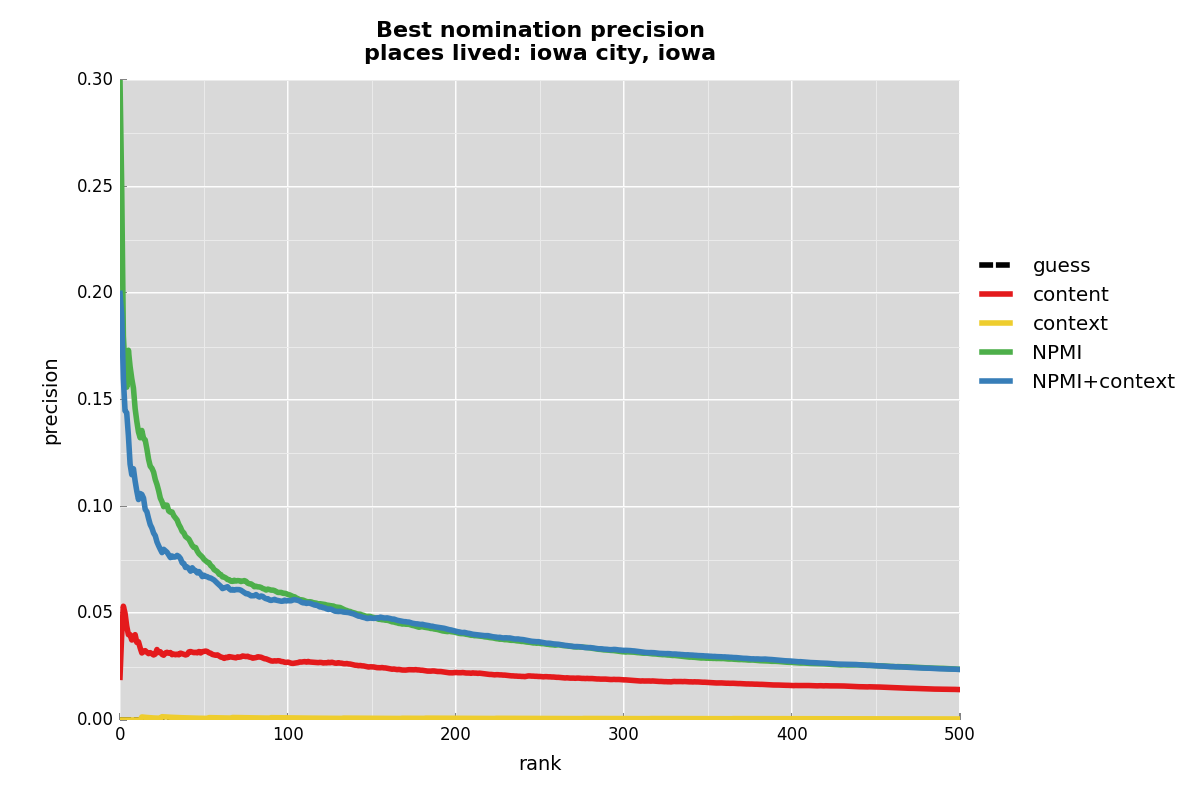 Best nomination precision
places lived: iowa city, iowa
0.30
0.25
0.20
0.15
0.10
0.05
0.00
precision
0
100
200
300
400
500
rank
guess
content
context
NPMI
NPMI+context